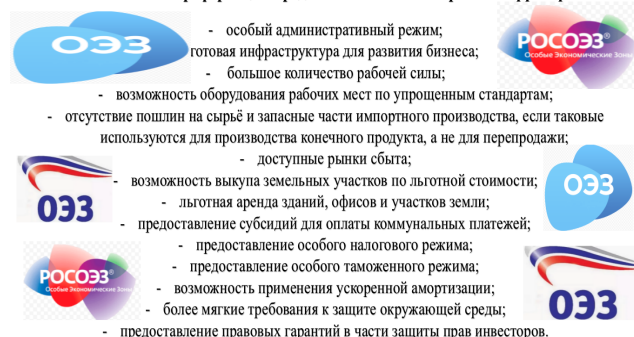 - особый административный режим;
готовая инфраструктура для развития бизнеса;
- большое количество рабочей силы;
- возможность оборудования рабочих мест по упрощенным стандартам;
- отсутствие пошлин на сырьё и запасные части импортного производства, если таковые
используются для производства конечного продукта, а не для перепродажи;
- доступные рынки сбыта;
- возможность выкупа земельных участков по льготной стоимости;
- льготная аренда зданий, офисов и участков земли;
- предоставление субсидий для оплаты коммунальных платежей;
- предоставление особого налогового режима;
- предоставление особого таможенного режима;
- возможность применения ускоренной амортизации;
- более мягкие требования к защите окружающей среды;
- предоставление правовых гарантий в части защиты прав инвесторов.
ОЭЗ
РОСОЭЗ®
Особые Экономические Зоны
ОЭЗ
ОЭЗ
РОСОЭЗ®
Особые Экономические Зоны
ОЭЗ